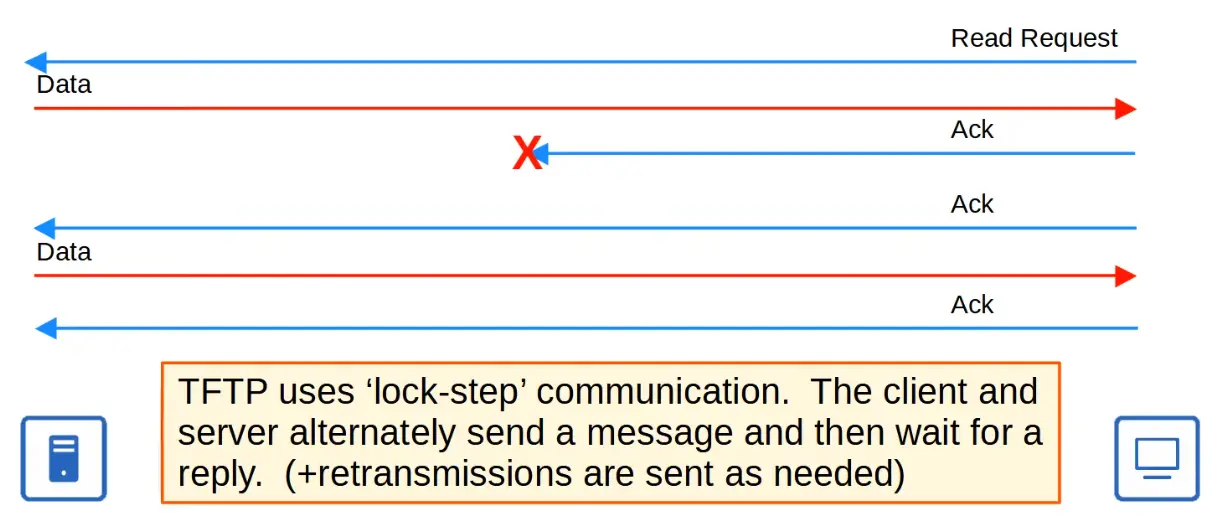 Read Request
Data
Ack
X
Ack
Data
Ack
TFTP uses ‘lock-step’ communication.  The client and
server alternately send a message and then wait for a
reply.  (+retransmissions are sent as needed)